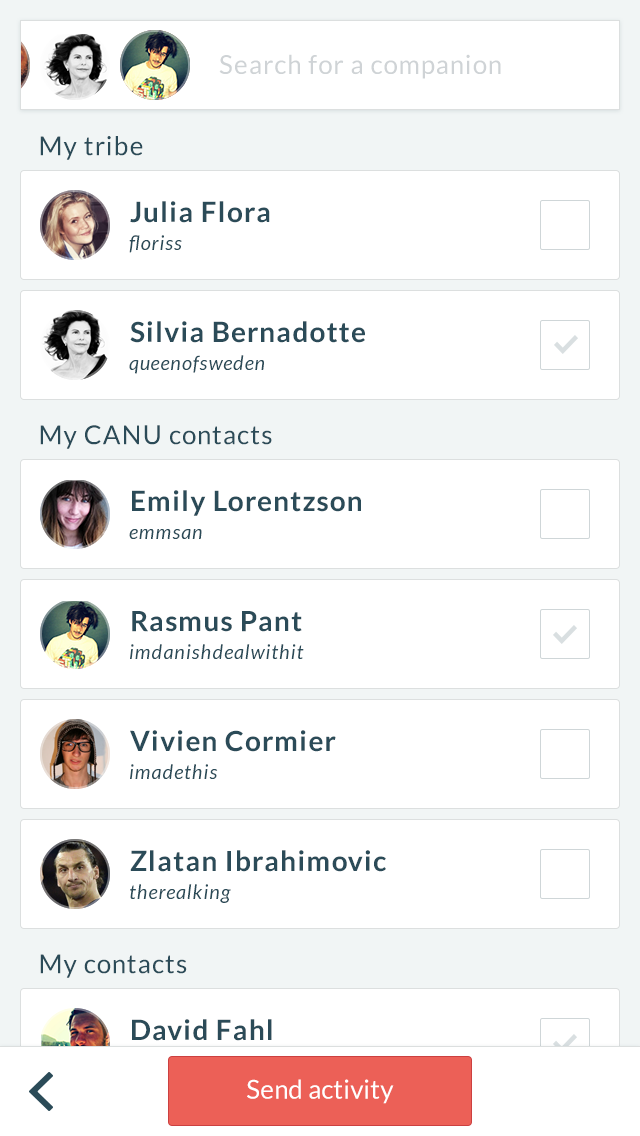 Search for a companion
My tribe
Julia Flora
floriss
Silvia Bernadotte
queenofsweden
My CANU contacts
Emily Lorentzson
emmsan
Rasmus Pant
imdanishdealwithit
Vivien Cormier
imadethis
Zlatan Ibrahimovic
therealking
My contacts
David Fahl
Send activity